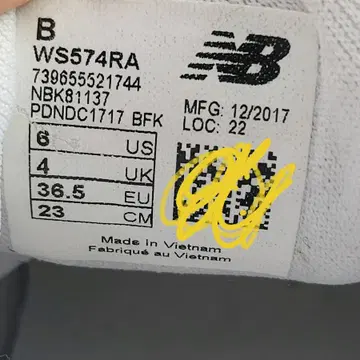 B
WS574RA
739655521744
NBK81137
PDNDC1717 BFK
NB
MFG: 12/2017
LOC: 22
6 US
4 UK
36.5 EU
23 CM
Made in Vietnam
Fabriqué au Vietnam